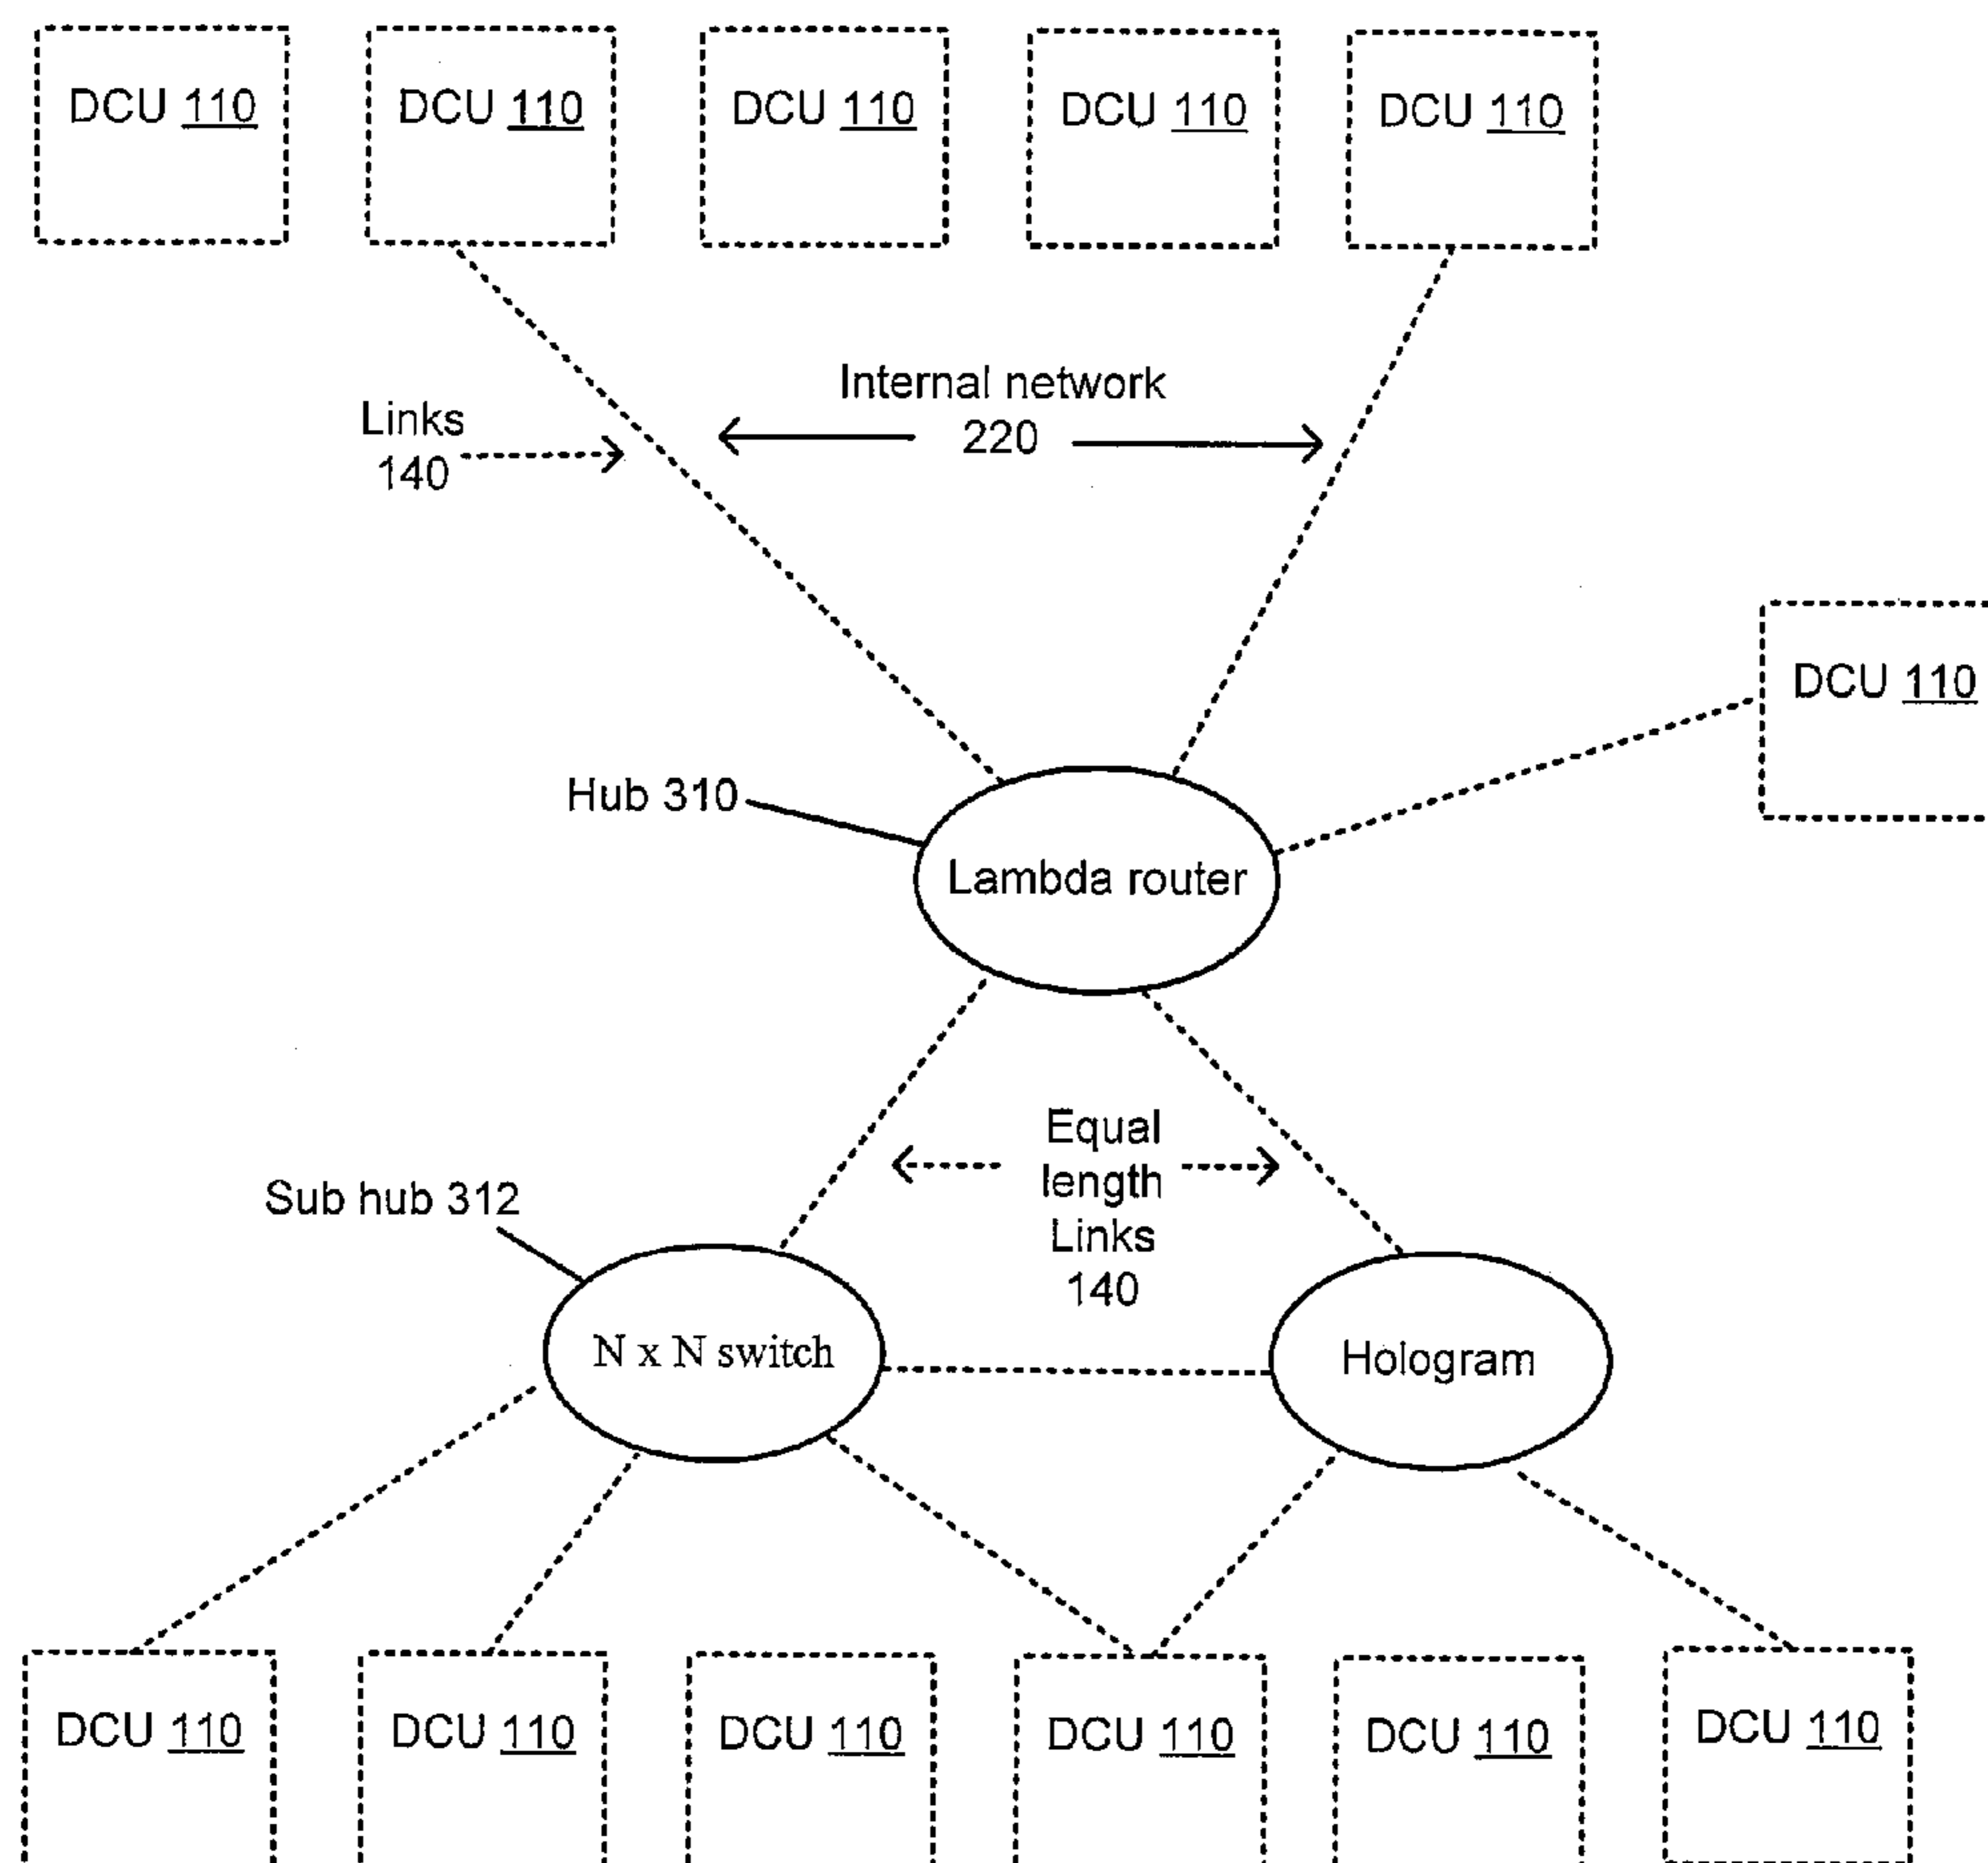 DCU 110
DCU 110
DCU 110
DCU 110
DCU 110
Internal network
220
Links
140
DCU 110
Hub 310
Lambda router
Equal
length
Links
140
Sub hub 312
N x N switch
Hologram
DCU 110
DCU 110
DCU 110
DCU 110
DCU 110
DCU 110